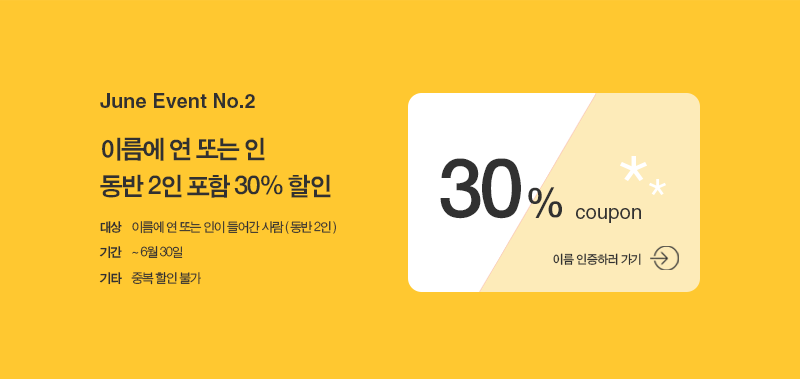 June Event No.2
이름에 연 또는 인
동반 2인 포함 30% 할인
대상 이름에 연 또는 인이 들어간 사람 ( 동반 2인 )
기간 ~ 6월 30일
기타 중복 할인 불가
30% coupon
이름 인증하러 가기